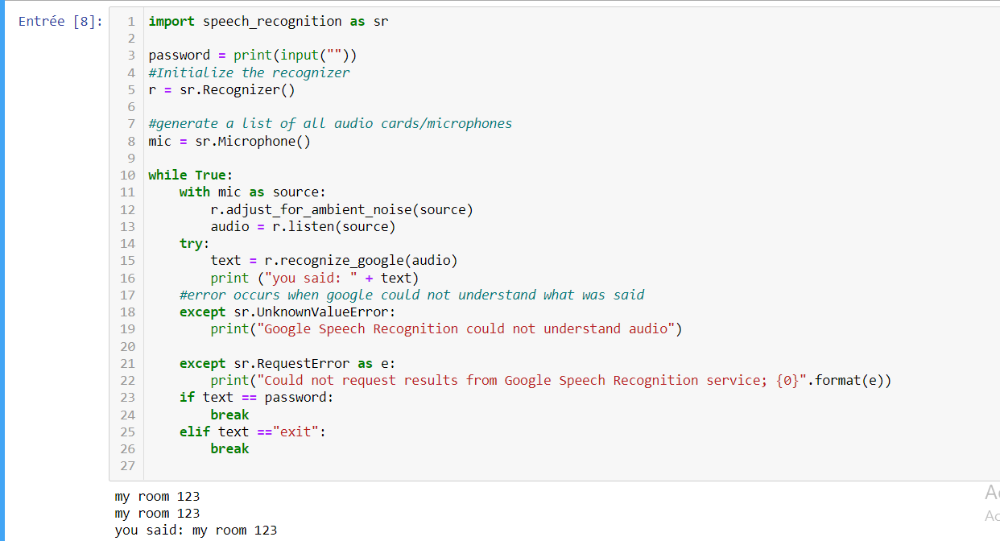 Entrée [8]:
1 import speech_recognition as sr
2
3 password = print(input(""))
4 #Initialize the recognizer
5 r = sr.Recognizer()
6
7 #generate a list of all audio cards/microphones
8 mic = sr.Microphone()
9
10 while True:
11     with mic as source:
12         r.adjust_for_ambient_noise(source)
13         audio = r.listen(source)
14     try:
15         text = r.recognize_google(audio)
16         print ("you said: " + text)
17     #error occurs when google could not understand what was said
18     except sr.UnknownValueError:
19         print("Google Speech Recognition could not understand audio")
20
21     except sr.RequestError as e:
22         print("Could not request results from Google Speech Recognition service; {0}".format(e))
23     if text == password:
24         break
25     elif text =="exit":
26         break
27
my room 123
my room 123
you said: my room 123